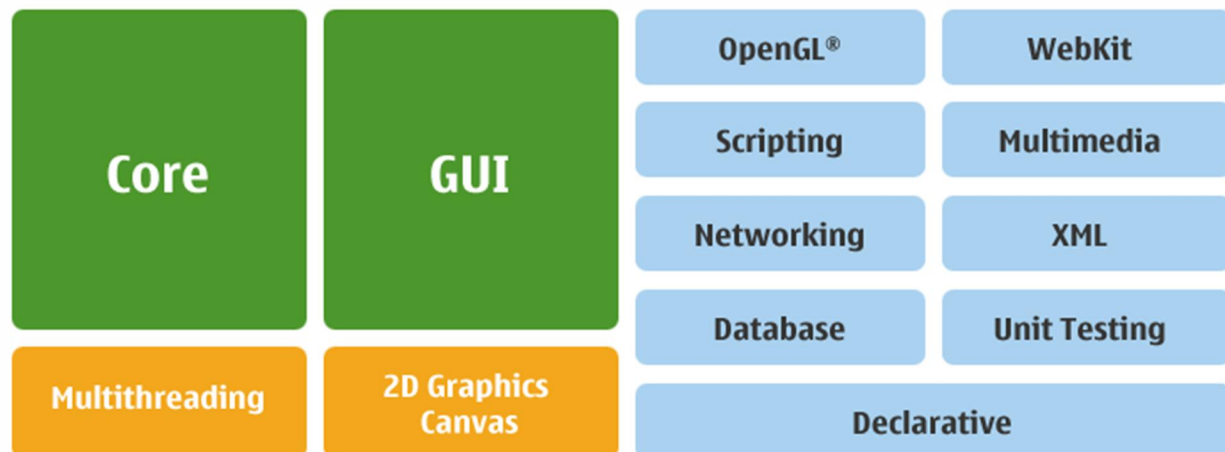 Core
GUI
OpenGL®
WebKit
Scripting
Multimedia
Networking
XML
Database
Unit Testing
Multithreading
2D Graphics
Canvas
Declarative